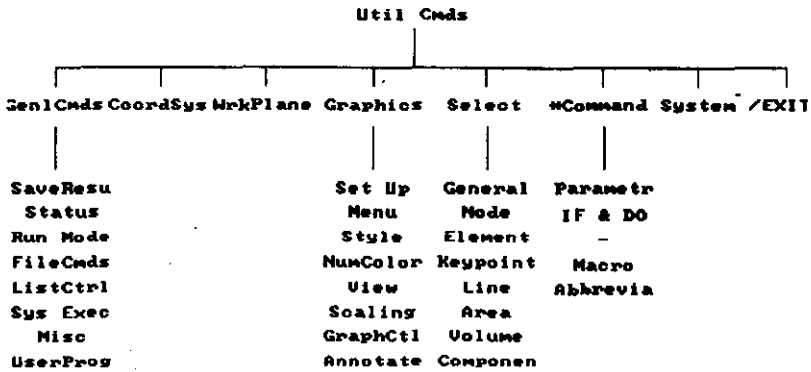 Util Cmds
GenlCmds CoordSys WrkPlane Graphics Select *Command System /EXIT
SaveResu Set Up General Parametr
Status Menu Mode IF & DO
Run Mode Style Element –
FileCmds NumColor Keypoint Macro
ListCtrl View Line Abbrevia
Sys Exec Scaling Area
Misc GraphCtl Volume
UserProg Annotate Componen